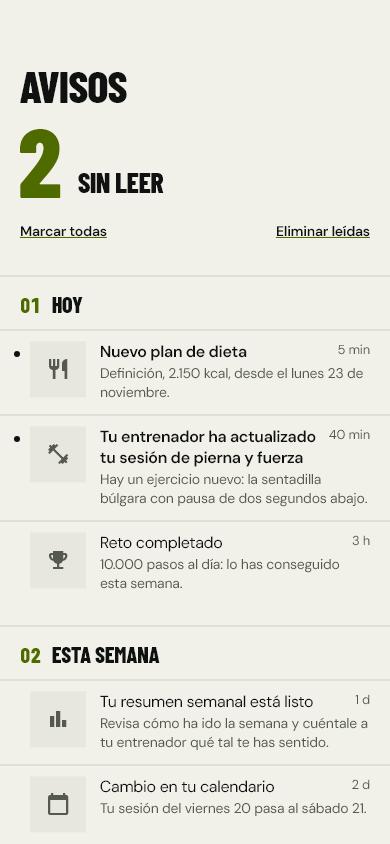 AVISOS
2 SIN LEER
Marcar todas
Eliminar leídas
01 HOY
Nuevo plan de dieta
5 min
Definición, 2.150 kcal, desde el lunes 23 de
noviembre.
Tu entrenador ha actualizado
40 min
tu sesión de pierna y fuerza
Hay un ejercicio nuevo: la sentadilla
búlgara con pausa de dos segundos abajo.
Reto completado
3 h
10.000 pasos al día: lo has conseguido
esta semana.
02 ESTA SEMANA
Tu resumen semanal está listo
1 d
Revisa cómo ha ido la semana y cuéntale a
tu entrenador qué tal te has sentido.
Cambio en tu calendario
2 d
Tu sesión del viernes 20 pasa al sábado 21.